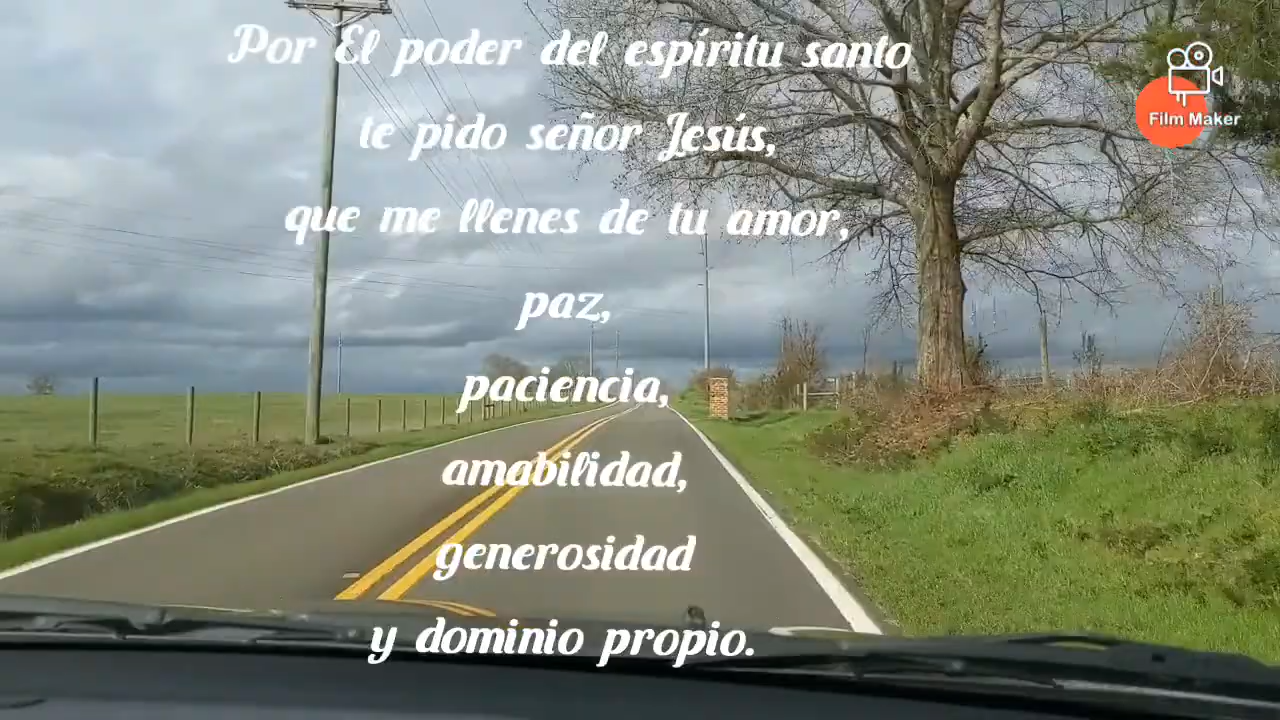 Por El poder del espíritu santo
te pido señor Jesús,
que me llenes de tu amor,
paz,
paciencia,
amabilidad,
generosidad
y dominio propio.
Film Maker